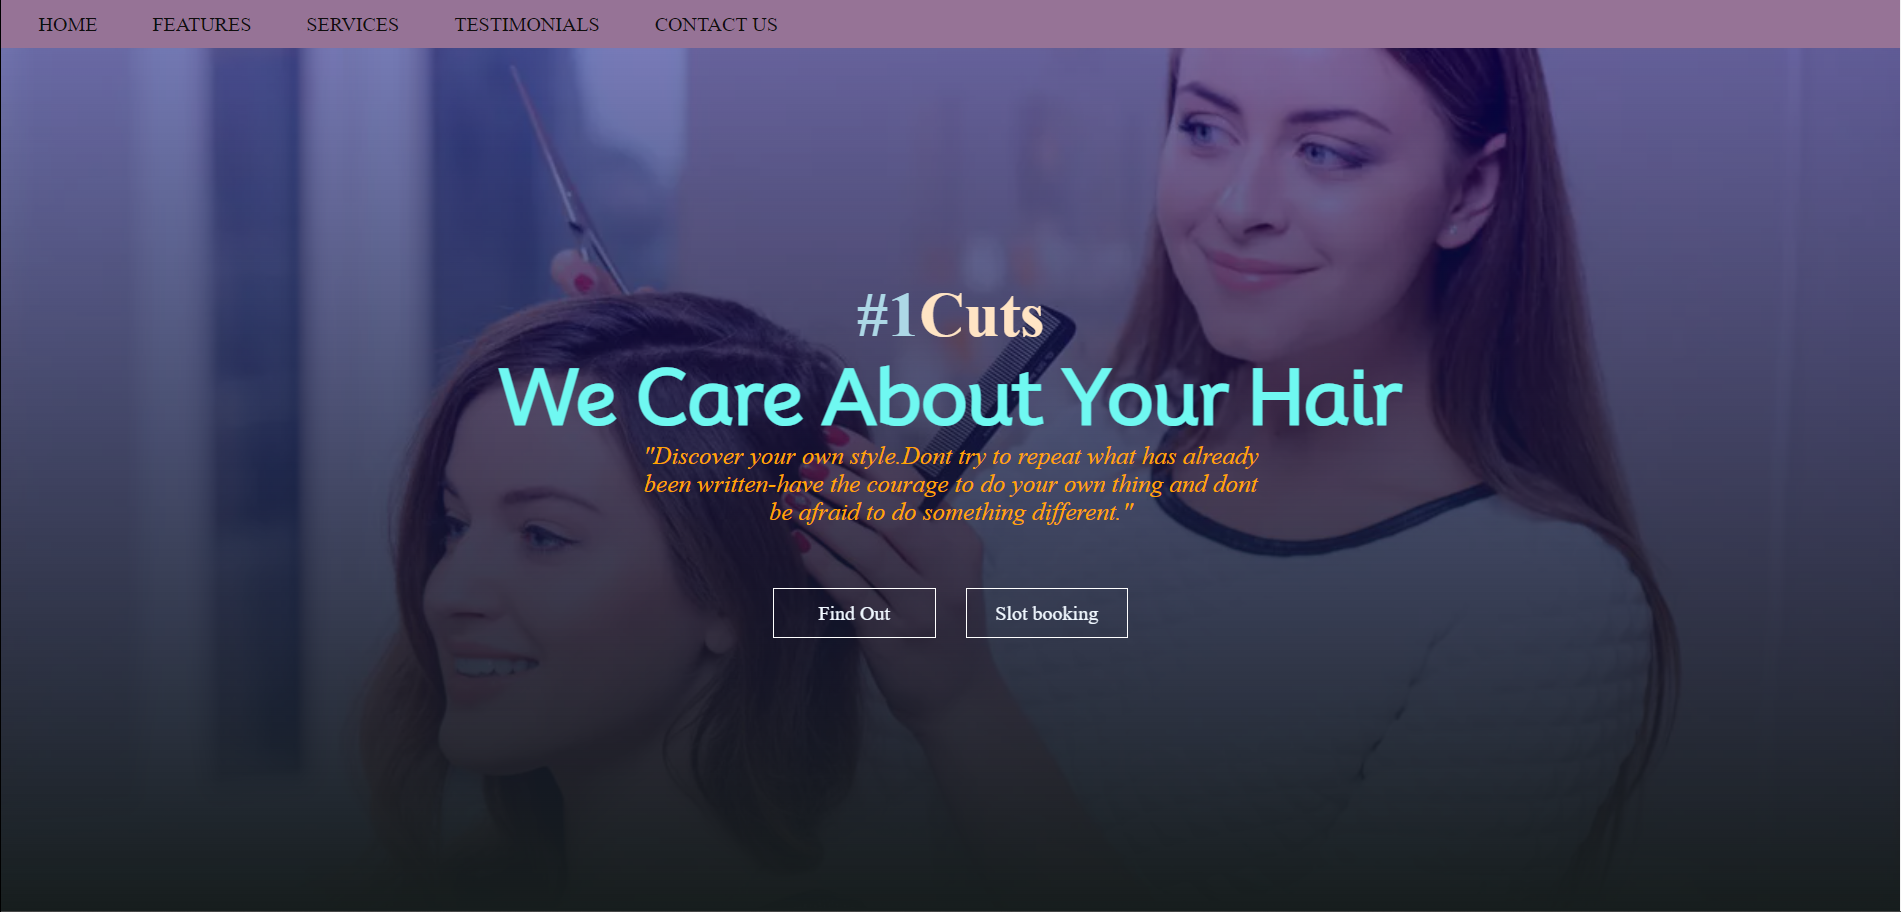 HOME FEATURES SERVICES TESTIMONIALS CONTACT US
#1Cuts
We Care About Your Hair
"Discover your own style.Dont try to repeat what has already
been written-have the courage to do your own thing and dont
be afraid to do something different."
Find Out Slot booking